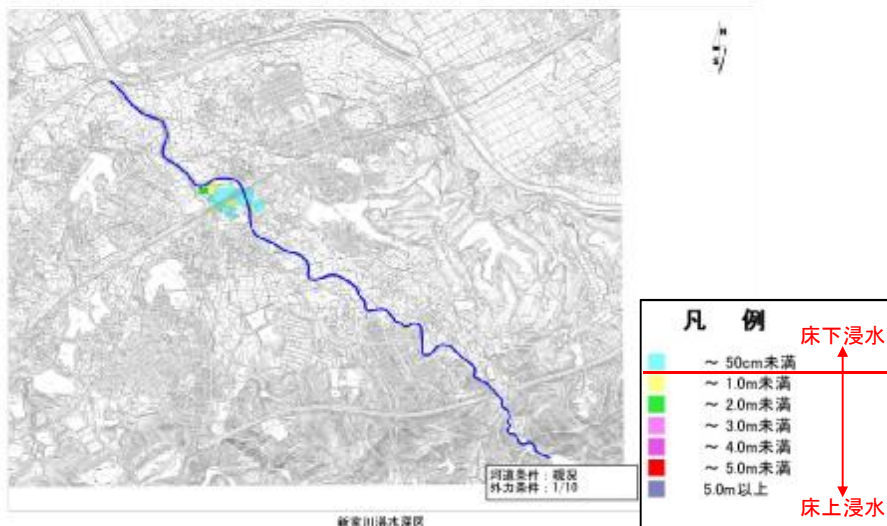 N
S
河道条件：現況
外力条件：1/10
新家川浸水深図
凡 例
床下浸水
～ 50cm未満
～ 1.0m未満
～ 2.0m未満
～ 3.0m未満
～ 4.0m未満
～ 5.0m未満
5.0m以上
床上浸水